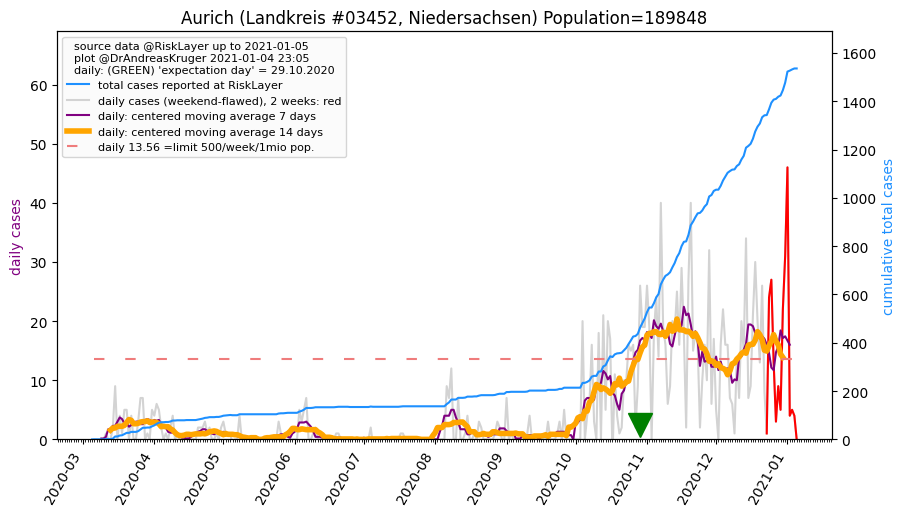 Aurich (Landkreis #03452, Niedersachsen) Population=189848
source data @RiskLayer up to 2021-01-05
plot @DrAndreasKruger 2021-01-04 23:05
daily: (GREEN) 'expectation day' = 29.10.2020
total cases reported at RiskLayer
daily cases (weekend-flawed), 2 weeks: red
daily: centered moving average 7 days
daily: centered moving average 14 days
daily 13.56 =limit 500/week/1mio pop.
daily cases
60
50
40
30
20
10
0
cumulative total cases
1600
1400
1200
1000
800
600
400
200
0
2020-03
2020-04
2020-05
2020-06
2020-07
2020-08
2020-09
2020-10
2020-11
2020-12
2021-01